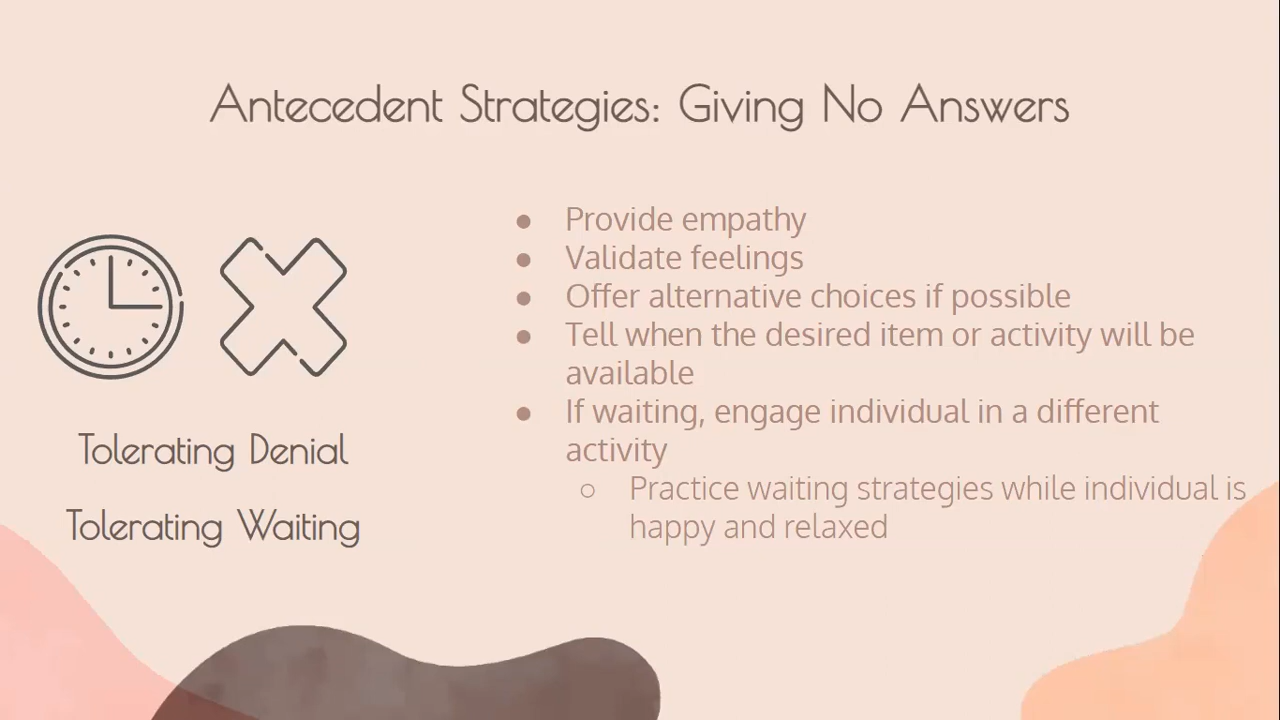 Antecedent Strategies: Giving No Answers
Tolerating Denial
Tolerating Waiting
● Provide empathy
● Validate feelings
● Offer alternative choices if possible
● Tell when the desired item or activity will be
available
● If waiting, engage individual in a different
activity
○ Practice waiting strategies while individual is
happy and relaxed